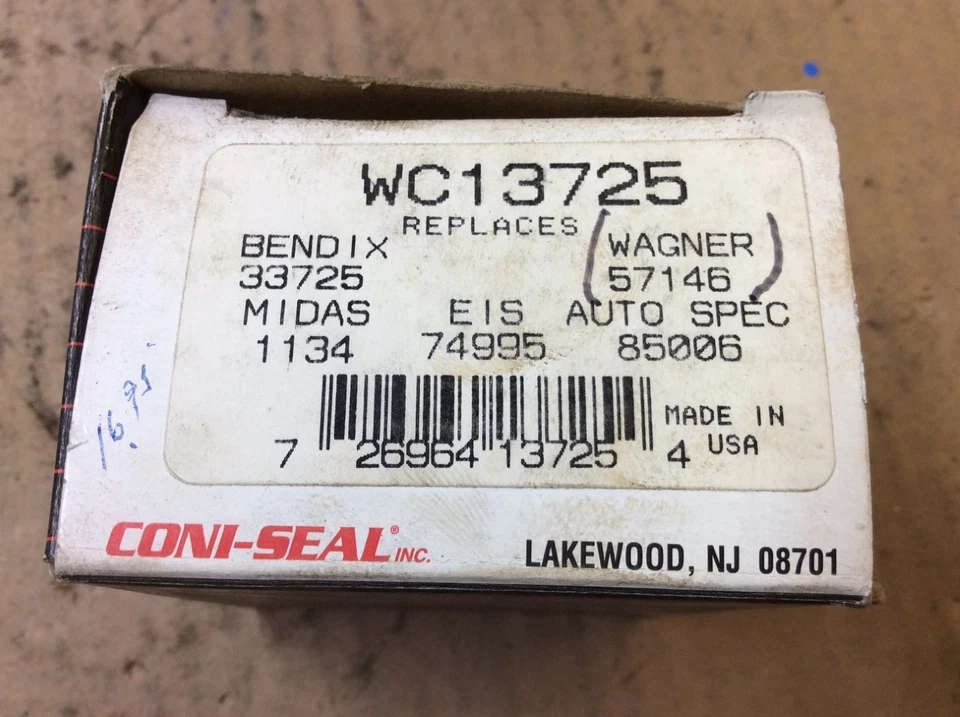 WC13725
REPLACES
BENDIX WAGNER
33725 57146
MIDAS EIS AUTO SPEC
1134 74995 85006
MADE IN
USA
7 26964 13725 4
16.95
CONI-SEAL® INC.
LAKEWOOD, NJ 08701